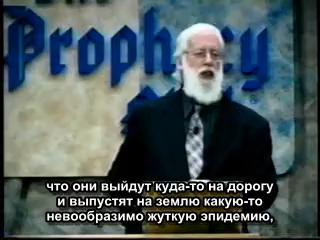 Prophecy
что они выйдут куда-то на дорогу
и выпустят на землю какую-то
невообразимо жуткую эпидемию,